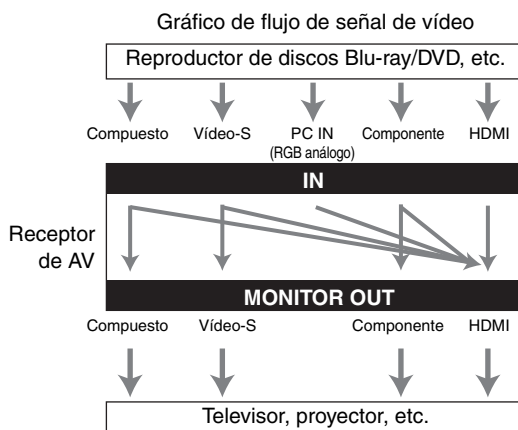 Gráfico de flujo de señal de vídeo
Reproductor de discos Blu-ray/DVD, etc.
Compuesto Vídeo-S PC IN Componente HDMI
(RGB análogo)
IN
Receptor
de AV
MONITOR OUT
Compuesto Vídeo-S Componente HDMI
Televisor, proyector, etc.